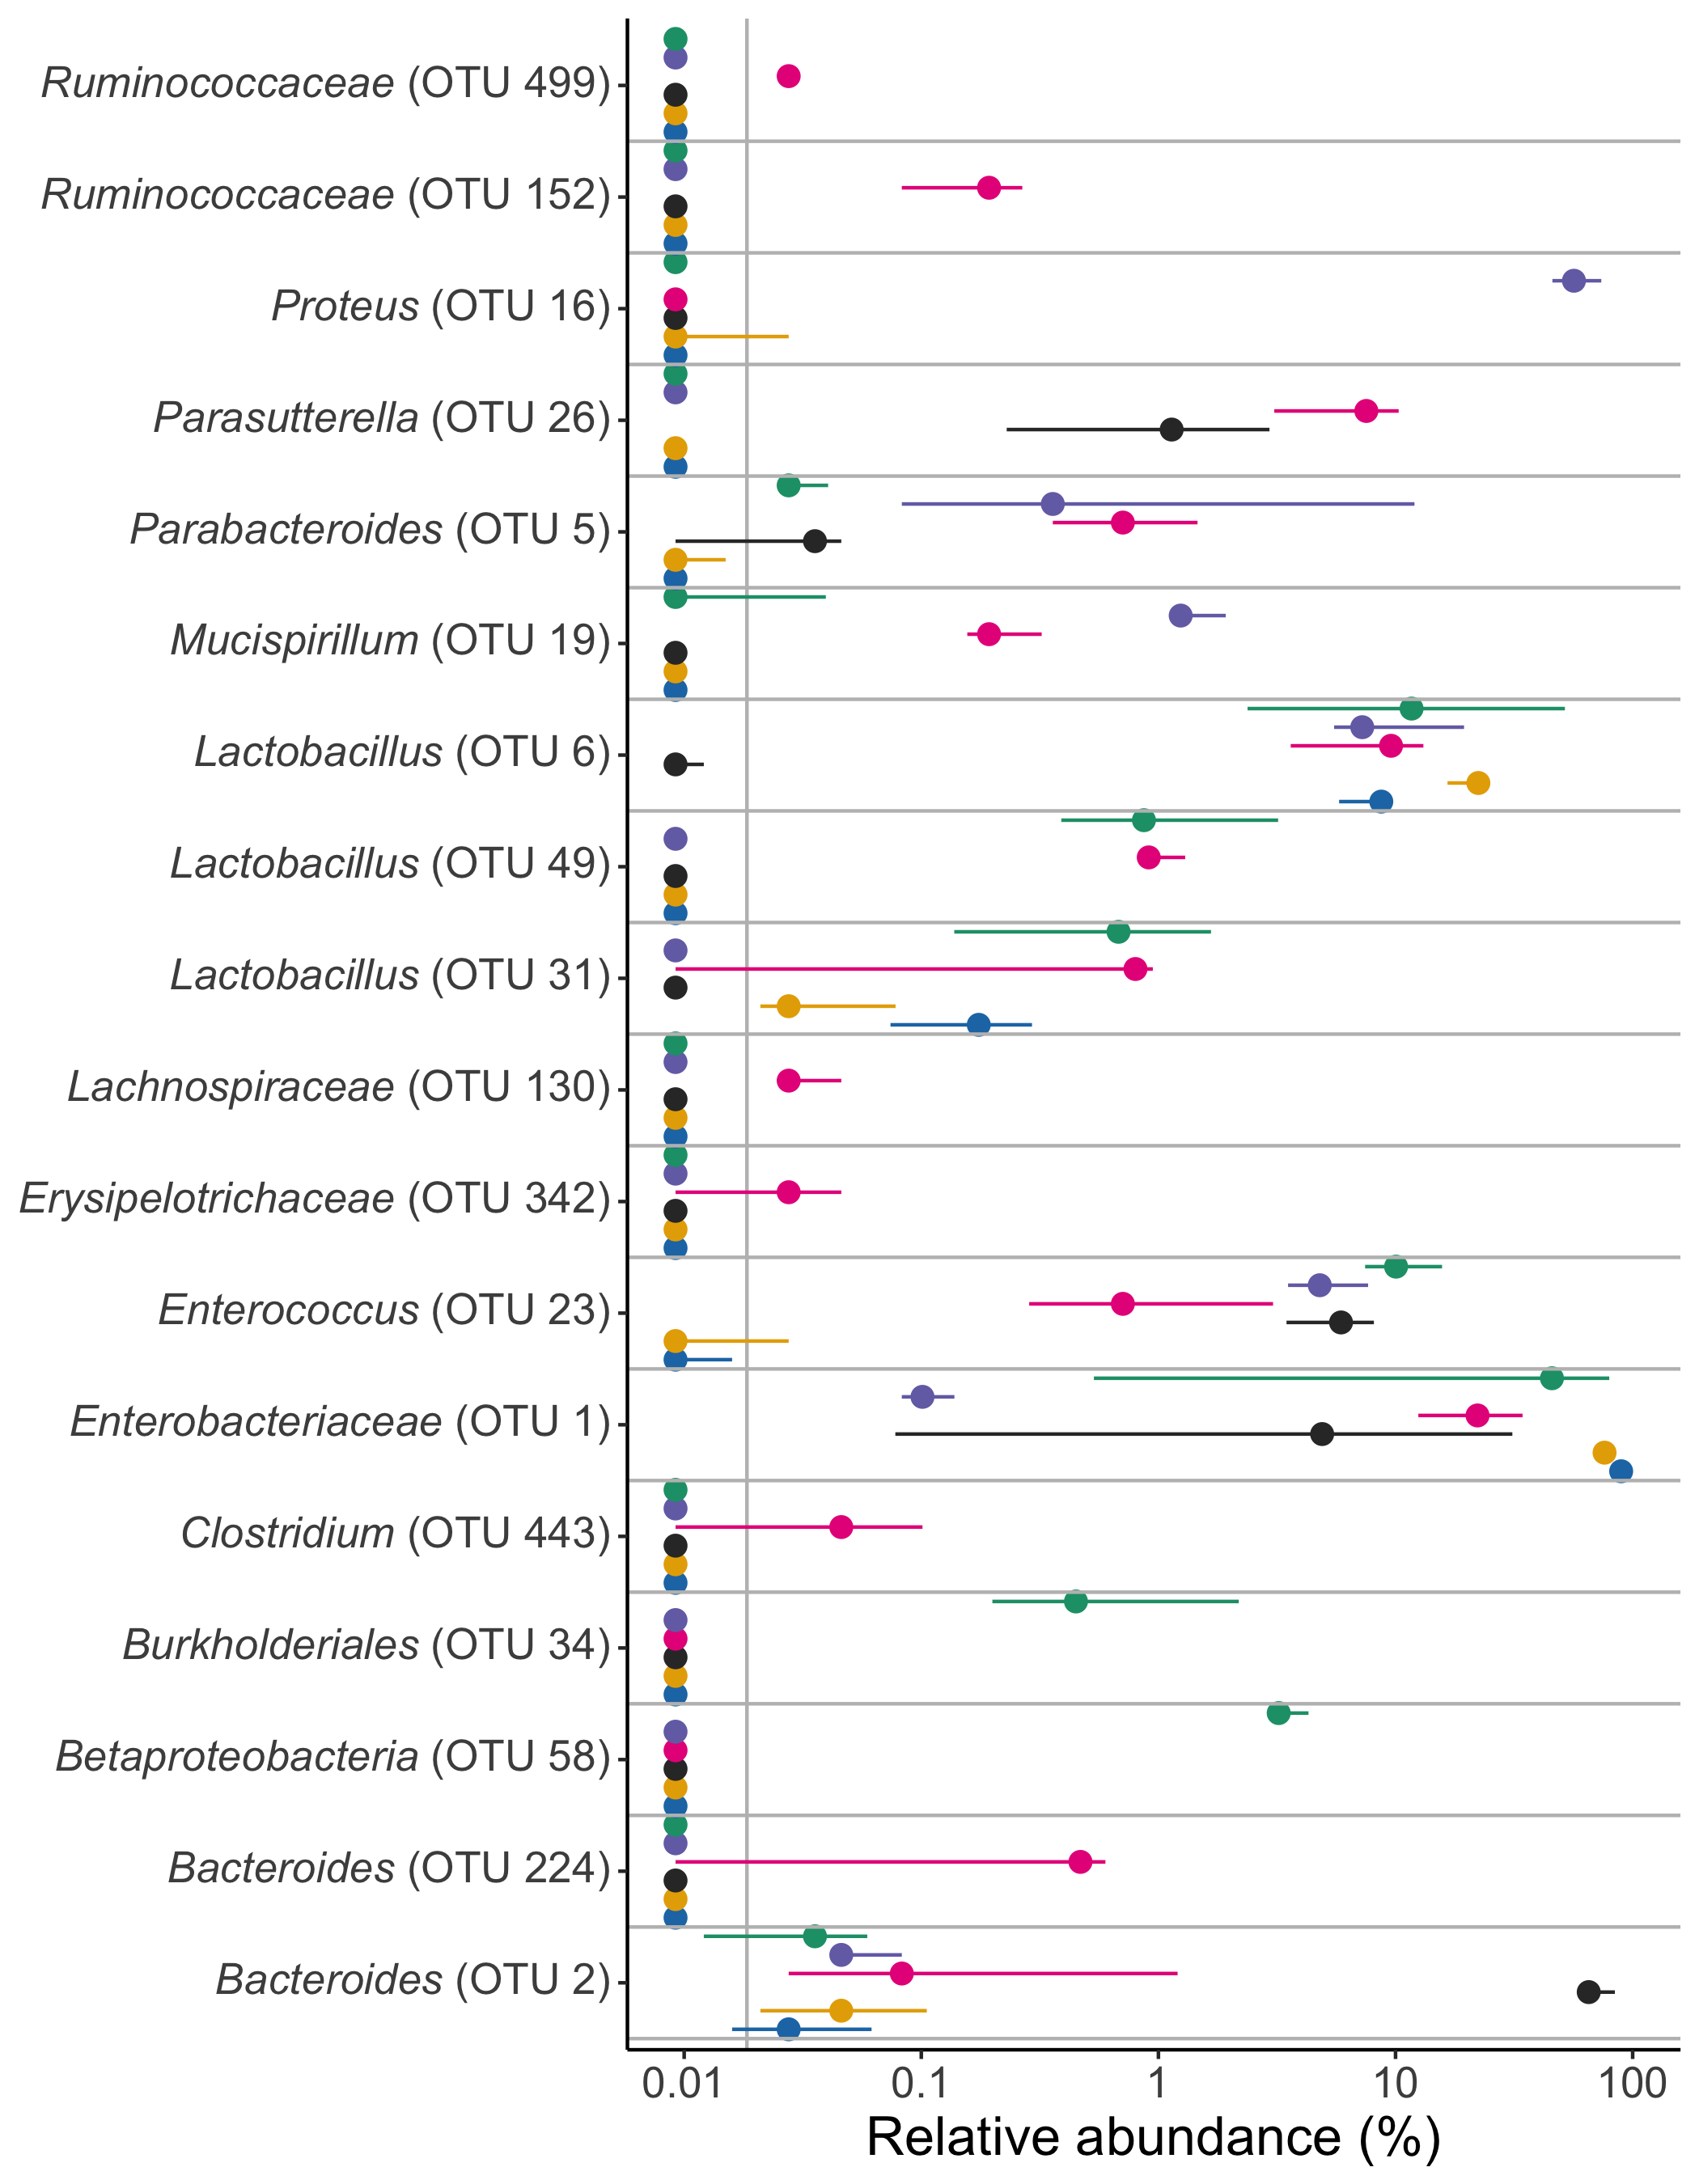 Ruminococcaceae (OTU 499)
Ruminococcaceae (OTU 152)
Proteus (OTU 16)
Parasutterella (OTU 26)
Parabacteroides (OTU 5)
Mucispirillum (OTU 19)
Lactobacillus (OTU 6)
Lactobacillus (OTU 49)
Lactobacillus (OTU 31)
Lachnospiraceae (OTU 130)
Erysipelotrichaceae (OTU 342)
Enterococcus (OTU 23)
Enterobacteriaceae (OTU 1)
Clostridium (OTU 443)
Burkholderiales (OTU 34)
Betaproteobacteria (OTU 58)
Bacteroides (OTU 224)
Bacteroides (OTU 2)
0.01 0.1 1 10 100
Relative abundance (%)